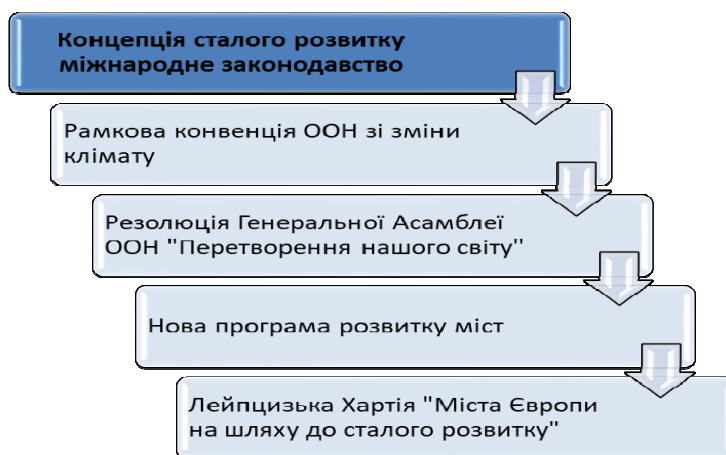 Концепція сталого розвитку
міжнародне законодавство
Рамкова конвенція ООН зі зміни
клімату
Резолюція Генеральної Асамблеї
ООН "Перетворення нашого світу"
Нова програма розвитку міст
Лейпцизька Хартія "Міста Європи
на шляху до сталого розвитку"